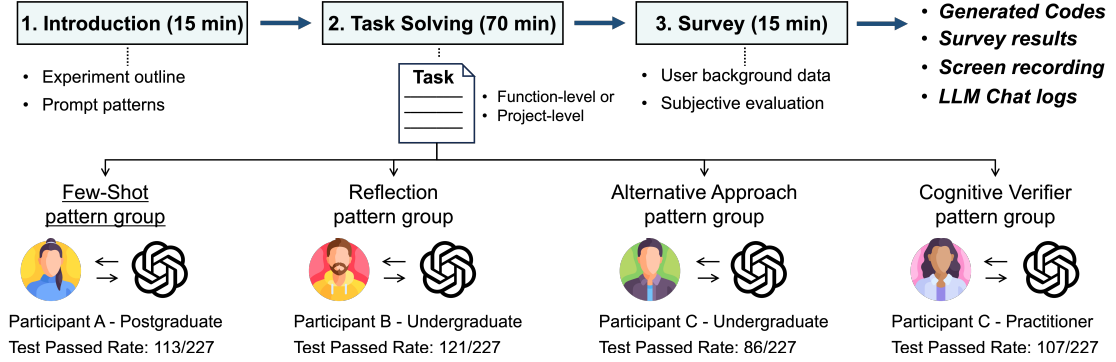 1. Introduction (15 min)
2. Task Solving (70 min)
3. Survey (15 min)
• Generated Codes
• Survey results
• Screen recording
• LLM Chat logs
• Experiment outline
• Prompt patterns
Task
• Function-level or
• Project-level
• User background data
• Subjective evaluation
Few-Shot
pattern group
Reflection
pattern group
Alternative Approach
pattern group
Cognitive Verifier
pattern group
Participant A - Postgraduate
Test Passed Rate: 113/227
Participant B - Undergraduate
Test Passed Rate: 121/227
Participant C - Undergraduate
Test Passed Rate: 86/227
Participant C - Practitioner
Test Passed Rate: 107/227